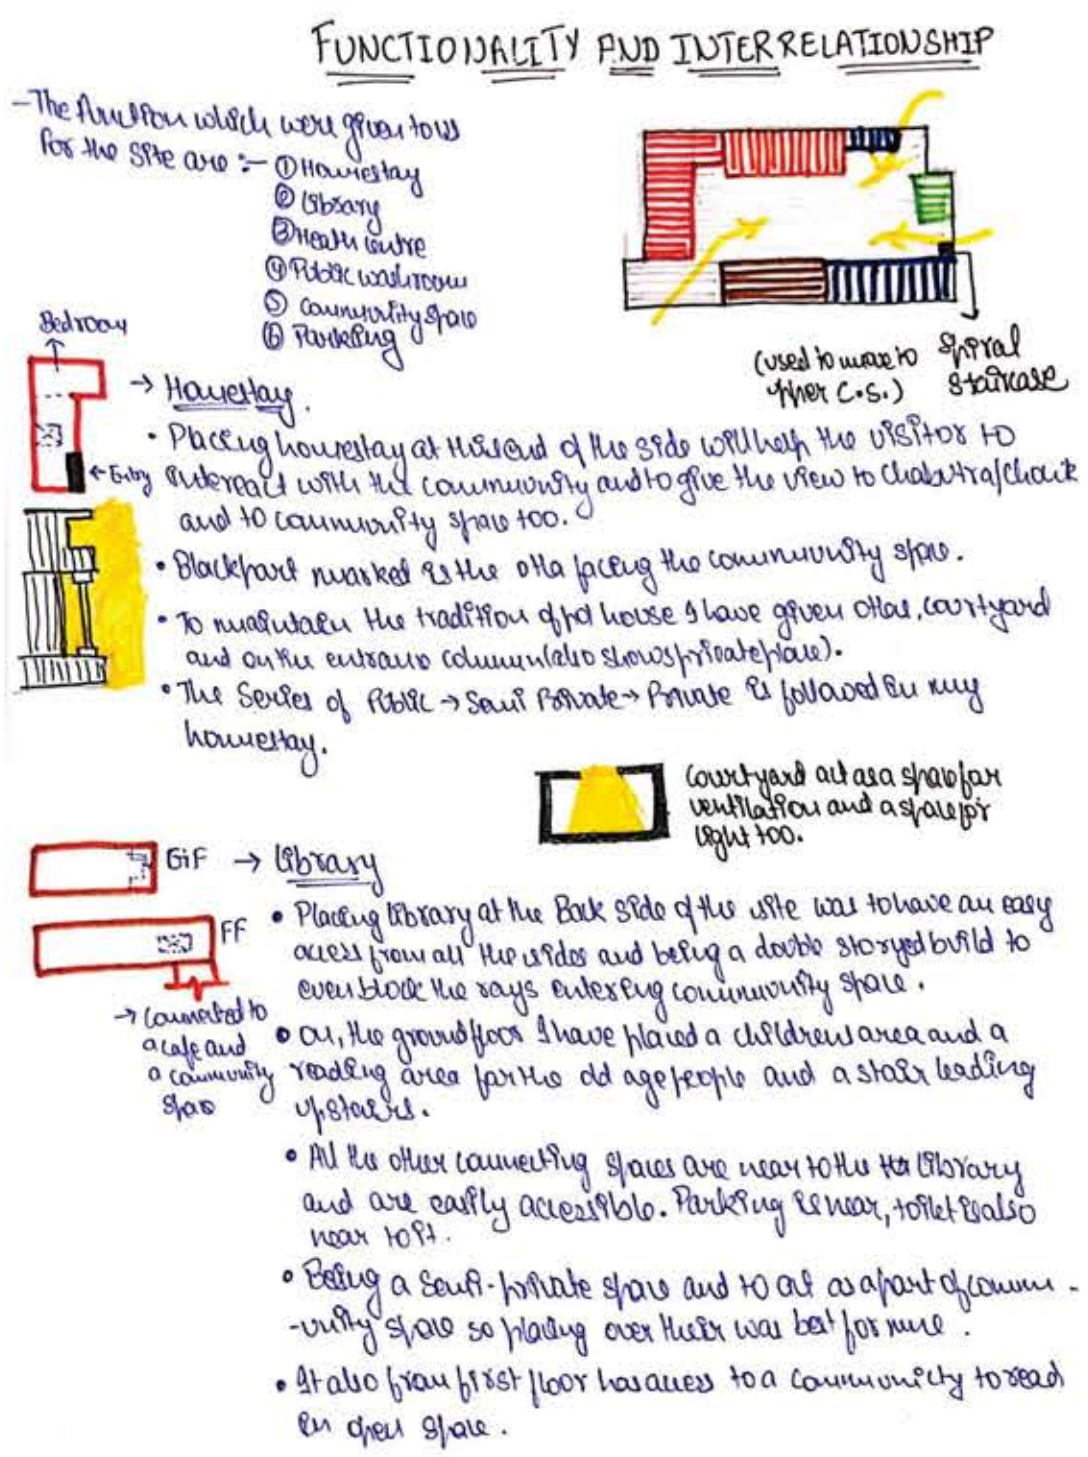 FUNCTIONALITY AND INTERRELATIONSHIP
- The function which were given to us
for the site are :-
① Homestay
② Library
③ Health centre
④ Public washroom
⑤ Community space
⑥ Parking
(used to move to
upper C.S.)
Spiral
staircase
Bedroom
← Entry
→ Homestay.
• Placing homestay at this end of the side will help the visitor to
intereact with the community and to give the view to chabutra/chowk
and to community space too.
• Black part marked is the otta facing the community space.
• To maintain the tradition of pol house I have given otta, courtyard
and on the entrance column (also shows private place).
• The Series of Public → Semi Private → Private is followed in my
homestay.
Courtyard act as a space for
ventilation and a space for
light too.
G.F
FF
→ Connected to
a cafe and
a community
space
→ Library
• Placing library at the Back side of the site was to have an easy
access from all the sides and being a double storyed build to
even block the rays entering community space.
• On, the ground floor I have placed a childrens area and a
reading area for the old age people and a stair leading
upstairs.
• All the other connecting spaces are near to the library
and are easily accessible. Parking is near, toilet is also
near to it.
• Being a semi-private space and to act as a part of comm-
-unity space so placing over their was best for mine.
• It also from first floor has access to a community to read
in open space.